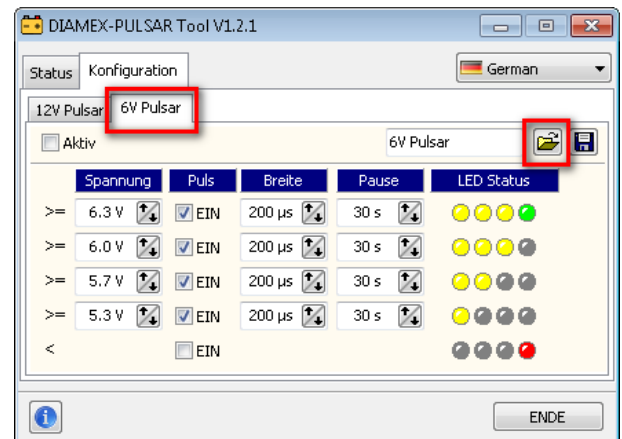 DIAMEX-PULSAR Tool V1.2.1
Status Konfiguration German
12V Pulsar 6V Pulsar
Aktiv 6V Pulsar
Spannung Puls Breite Pause LED Status
>= 6.3 V EIN 200 µs 30 s
>= 6.0 V EIN 200 µs 30 s
>= 5.7 V EIN 200 µs 30 s
>= 5.3 V EIN 200 µs 30 s
< EIN
ENDE